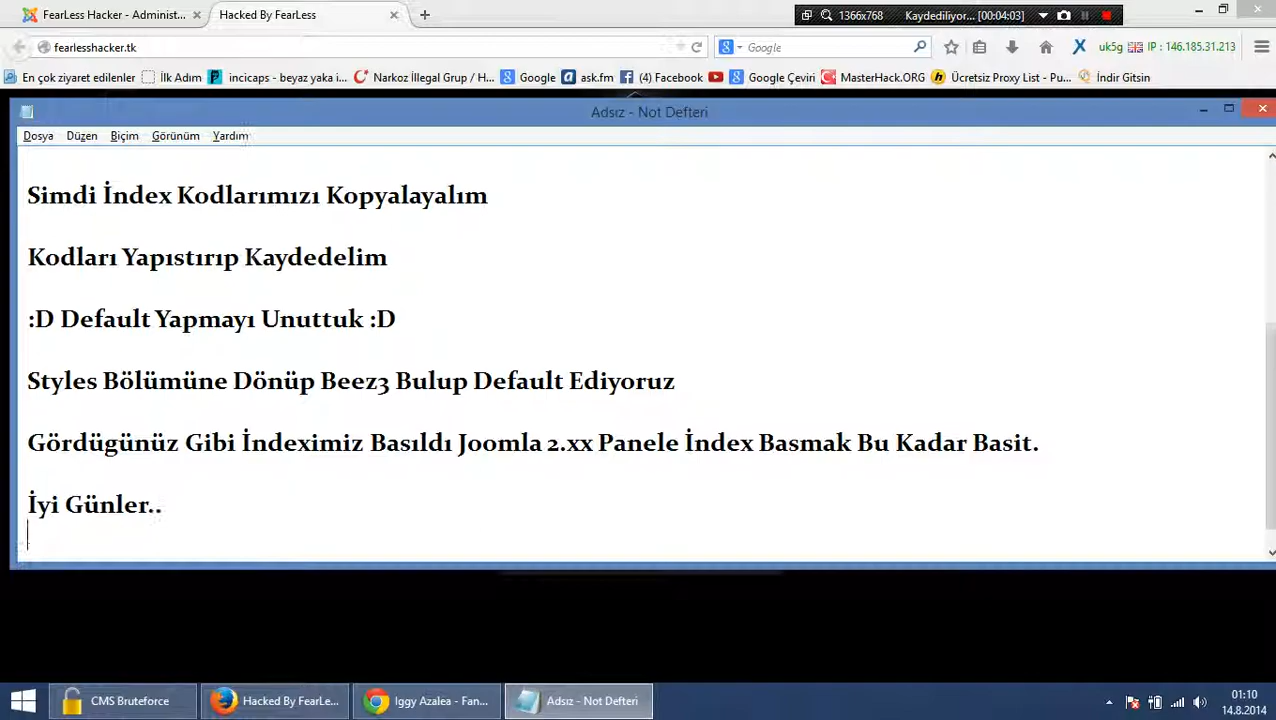 FearLess Hacker - Administ...
Hacked By FearLess
1366x768
Kaydediliyor... [00:04:03]
fearlesshacker.tk
Google
uk5g
IP : 146.185.31.213
En çok ziyaret edilenler
İlk Adım
incicaps - beyaz yaka i...
Narkoz İllegal Grup / H...
Google
ask.fm
(4) Facebook
Google Çeviri
MasterHack.ORG
Ücretsiz Proxy List - Pu...
İndir Gitsin
Adsız - Not Defteri
Dosya
Düzen
Biçim
Görünüm
Yardım
Simdi İndex Kodlarımızı Kopyalayalım
Kodları Yapıstırıp Kaydedelim
:D Default Yapmayı Unuttuk :D
Styles Bölümüne Dönüp Beez3 Bulup Default Ediyoruz
Gördügünüz Gibi İndeximiz Basıldı Joomla 2.xx Panele İndex Basmak Bu Kadar Basit.
İyi Günler..
CMS Bruteforce
Hacked By FearLe...
Iggy Azalea - Fan...
Adsız - Not Defteri
01:10
14.8.2014